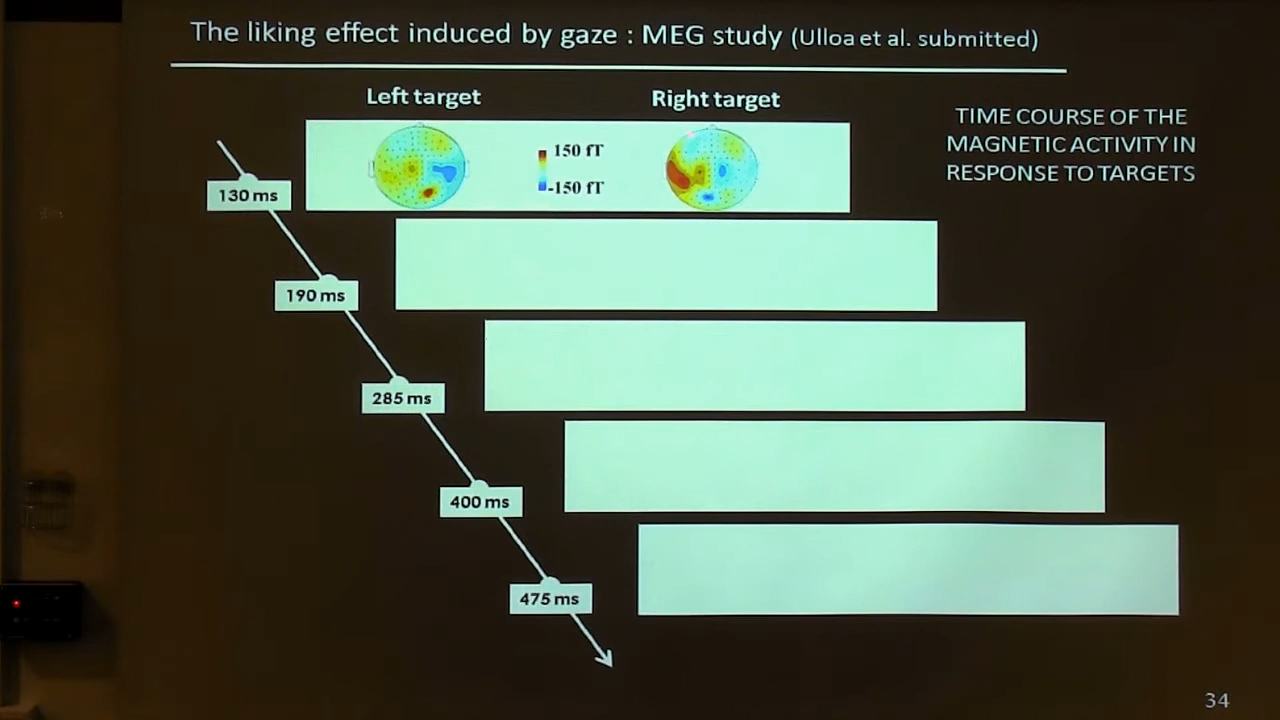 The liking effect induced by gaze : MEG study (Ulloa et al. submitted)
Left target
Right target
TIME COURSE OF THE
MAGNETIC ACTIVITY IN
RESPONSE TO TARGETS
150 fT
-150 fT
130 ms
190 ms
285 ms
400 ms
475 ms
34